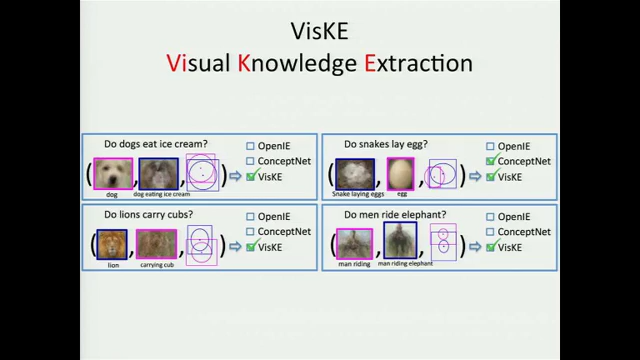 VisKE
Visual Knowledge Extraction
Do dogs eat ice cream?
OpenIE
ConceptNet
VisKE
dog
dog eating ice cream
Do snakes lay egg?
OpenIE
ConceptNet
VisKE
Snake laying eggs
egg
Do lions carry cubs?
OpenIE
ConceptNet
VisKE
lion
carrying cub
Do men ride elephant?
OpenIE
ConceptNet
VisKE
man riding
man riding elephant